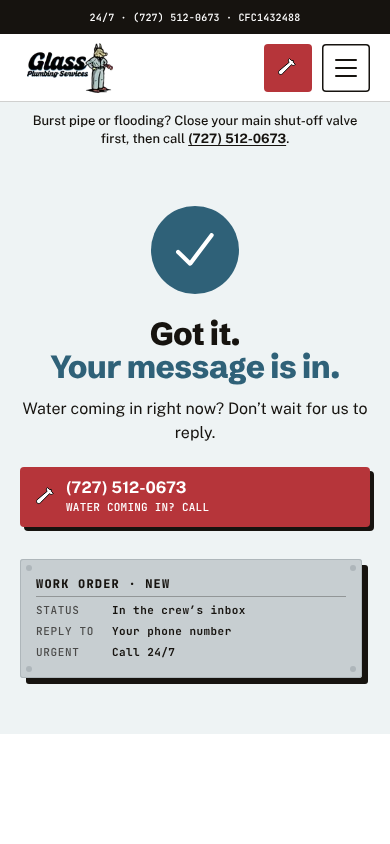 24/7 · (727) 512-0673 · CFC1432488
Glass
Plumbing Services
Burst pipe or flooding? Close your main shut-off valve
first, then call (727) 512-0673.
Got it.
Your message is in.
Water coming in right now? Don’t wait for us to
reply.
(727) 512-0673
WATER COMING IN? CALL
WORK ORDER · NEW
STATUS In the crew’s inbox
REPLY TO Your phone number
URGENT Call 24/7